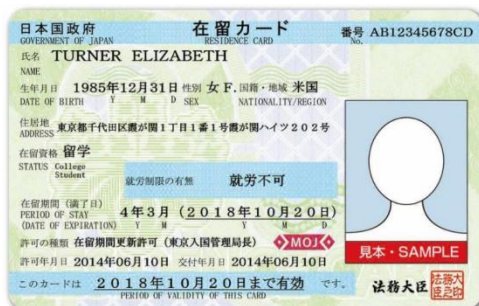 日本国政府 在留カード 番号 AB12345678CD
GOVERNMENT OF JAPAN RESIDENCE CARD No.
氏名 TURNER ELIZABETH
NAME
生年月日 1985年12月31日 性別 女 F. 国籍・地域 米国
DATE OF BIRTH Y M D SEX NATIONALITY/REGION
住居地 東京都千代田区霞が関1丁目1番1号霞が関ハイツ202号
ADDRESS
在留資格 留学
STATUS College
Student
就労制限の有無 就労不可
在留期間(満了日) 4年3月(2018年10月20日)
PERIOD OF STAY Y M Y M D
(DATE OF EXPIRATION)
許可の種類 在留期間更新許可(東京入国管理局長) MOJ
見本・SAMPLE
許可年月日 2014年06月10日 交付年月日 2014年06月10日
このカードは 2018年10月20日まで有効 です。
PERIOD OF VALIDITY OF THIS CARD
法務大臣